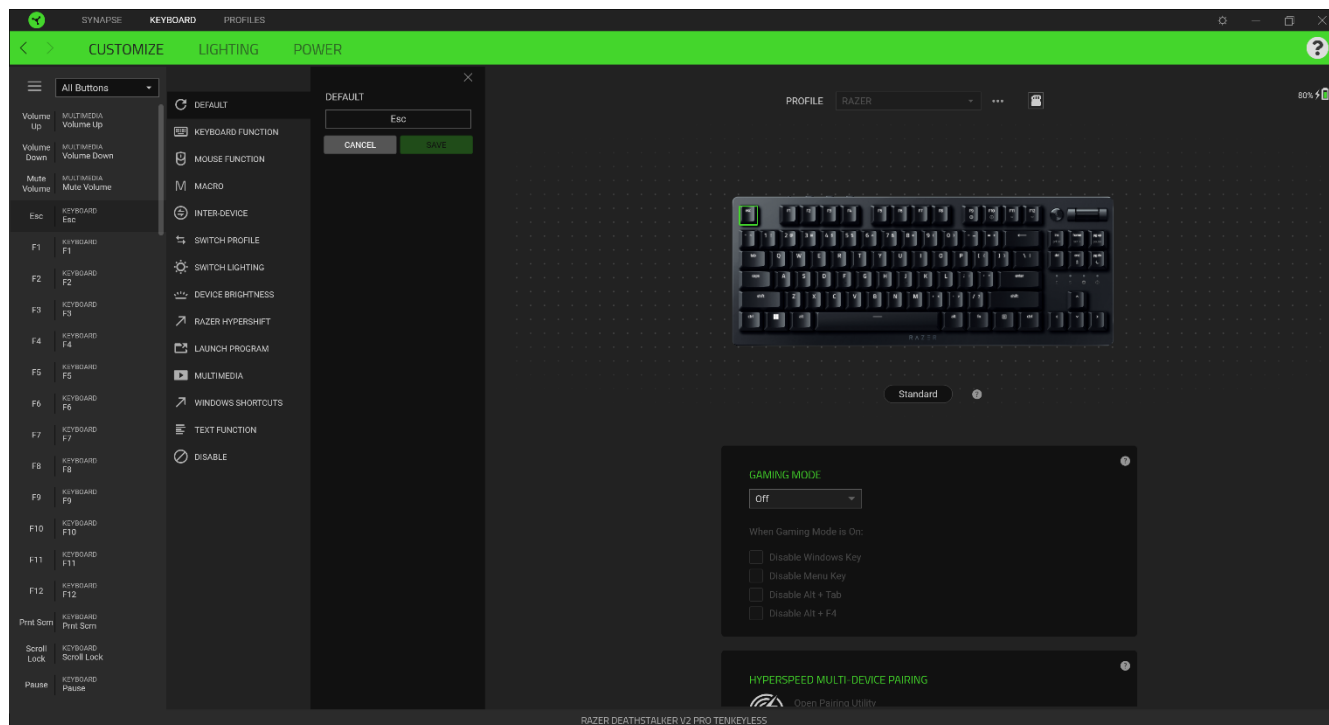 SYNAPSE KEYBOARD PROFILES
CUSTOMIZE LIGHTING POWER
?
All Buttons
Volume Up MULTIMEDIA Volume Up
Volume Down MULTIMEDIA Volume Down
Mute Volume MULTIMEDIA Mute Volume
Esc KEYBOARD Esc
F1 KEYBOARD F1
F2 KEYBOARD F2
F3 KEYBOARD F3
F4 KEYBOARD F4
F5 KEYBOARD F5
F6 KEYBOARD F6
F7 KEYBOARD F7
F8 KEYBOARD F8
F9 KEYBOARD F9
F10 KEYBOARD F10
F11 KEYBOARD F11
F12 KEYBOARD F12
Prnt Scrn KEYBOARD Prnt Scrn
Scroll Lock KEYBOARD Scroll Lock
Pause KEYBOARD Pause
DEFAULT
KEYBOARD FUNCTION
MOUSE FUNCTION
MACRO
INTER-DEVICE
SWITCH PROFILE
SWITCH LIGHTING
DEVICE BRIGHTNESS
RAZER HYPERSHIFT
LAUNCH PROGRAM
MULTIMEDIA
WINDOWS SHORTCUTS
TEXT FUNCTION
DISABLE
DEFAULT
Esc
CANCEL SAVE
PROFILE RAZER
80%
RAZER
Standard
GAMING MODE
Off
When Gaming Mode is On:
Disable Windows Key
Disable Menu Key
Disable Alt + Tab
Disable Alt + F4
HYPERSPEED MULTI-DEVICE PAIRING
Open Pairing Utility
RAZER DEATHSTALKER V2 PRO TENKEYLESS